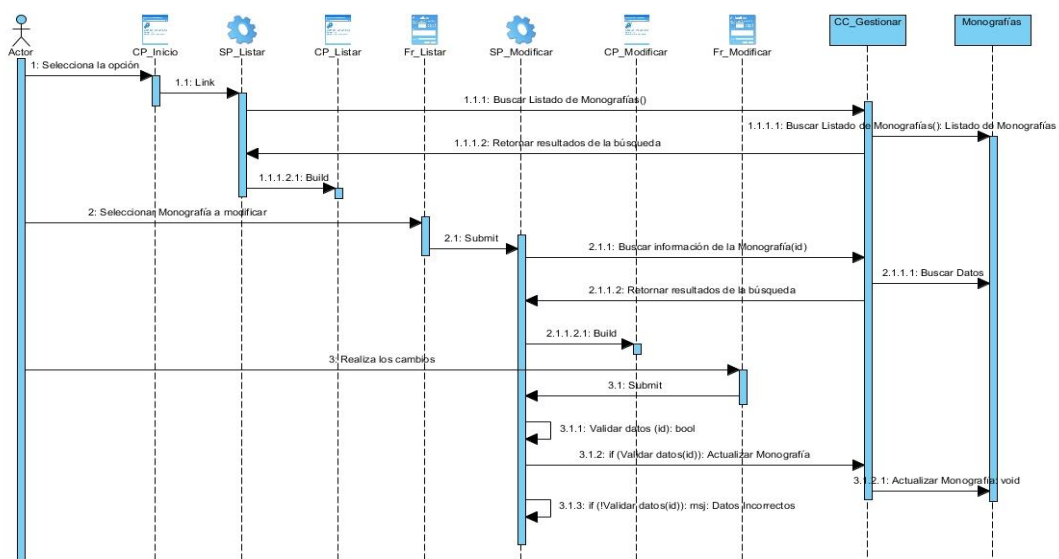 CC_Gestionar
Monografías
Actor
CP_Inicio
SP_Listar
CP_Listar
Fr_Listar
SP_Modificar
CP_Modificar
Fr_Modificar
1: Selecciona la opción
1.1: Link
1.1.1: Buscar Listado de Monografías()
1.1.1.1: Buscar Listado de Monografías(): Listado de Monografías
1.1.1.2: Retornar resultados de la búsqueda
1.1.1.2.1: Build
2: Seleccionar Monografía a modificar
2.1: Submit
2.1.1: Buscar información de la Monografía(id)
2.1.1.1: Buscar Datos
2.1.1.2: Retornar resultados de la búsqueda
2.1.1.2.1: Build
3: Realiza los cambios
3.1: Submit
3.1.1: Validar datos (id): bool
3.1.2: if (Validar datos(id)): Actualizar Monografía
3.1.2.1: Actualizar Monografía: void
3.1.3: if (!Validar datos(id)): msj: Datos Incorrectos